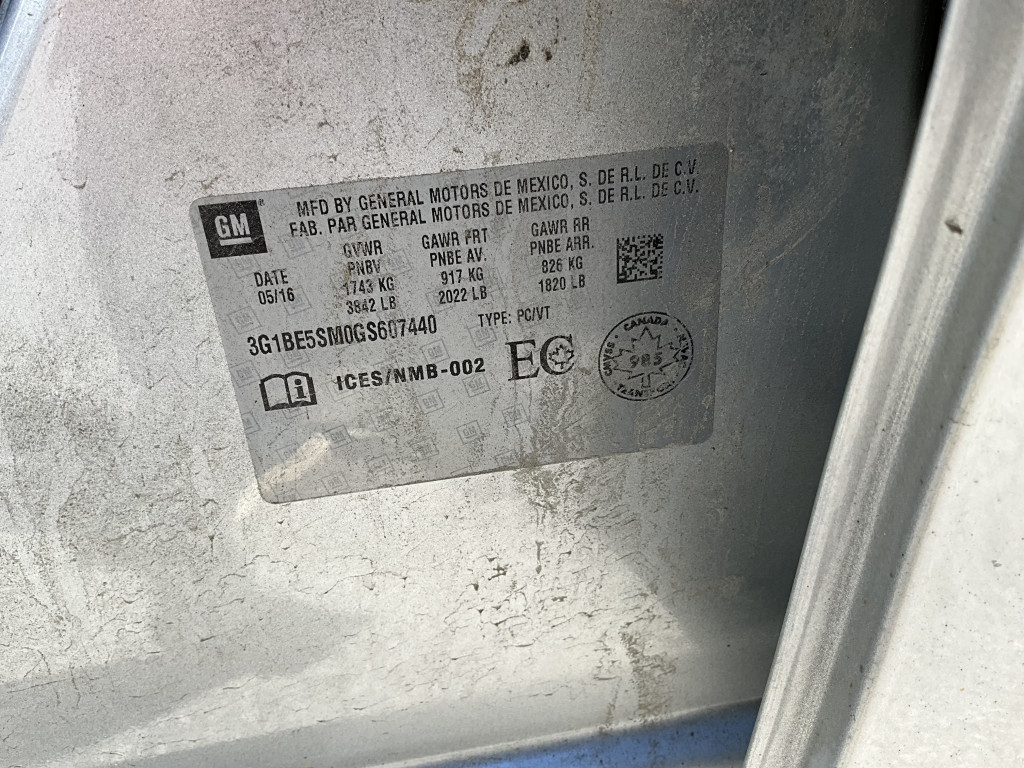 GM
MFD BY GENERAL MOTORS DE MEXICO, S. DE R.L. DE C.V.
FAB. PAR GENERAL MOTORS DE MEXICO, S. DE R.L. DE C.V.
GVWR GAWR FRT GAWR RR
DATE PNBV PNBE AV. PNBE ARR.
05/16 1743 KG 917 KG 826 KG
3842 LB 2022 LB 1820 LB
3G1BE5SM0GS607440 TYPE: PC/VT
ICES/NMB-002 EC
CANADA
985
TRANSPORT